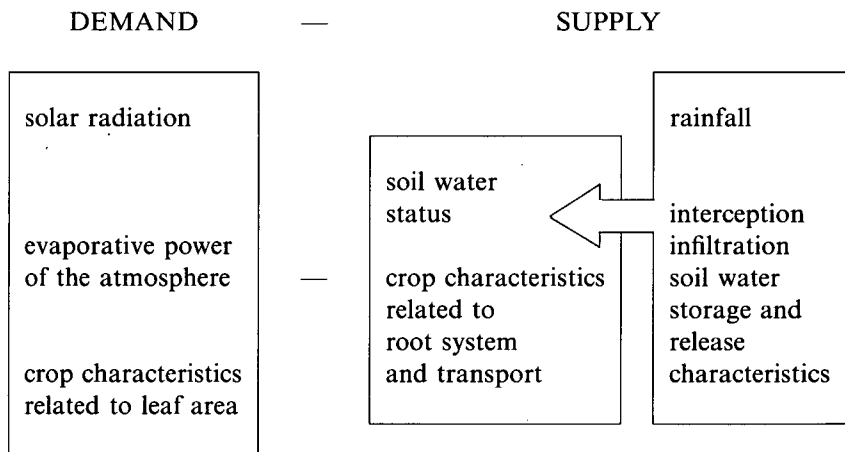 DEMAND — SUPPLY
solar radiation
evaporative power
of the atmosphere
crop characteristics
related to leaf area
—
soil water
status
crop characteristics
related to
root system
and transport
rainfall
interception
infiltration
soil water
storage and
release
characteristics